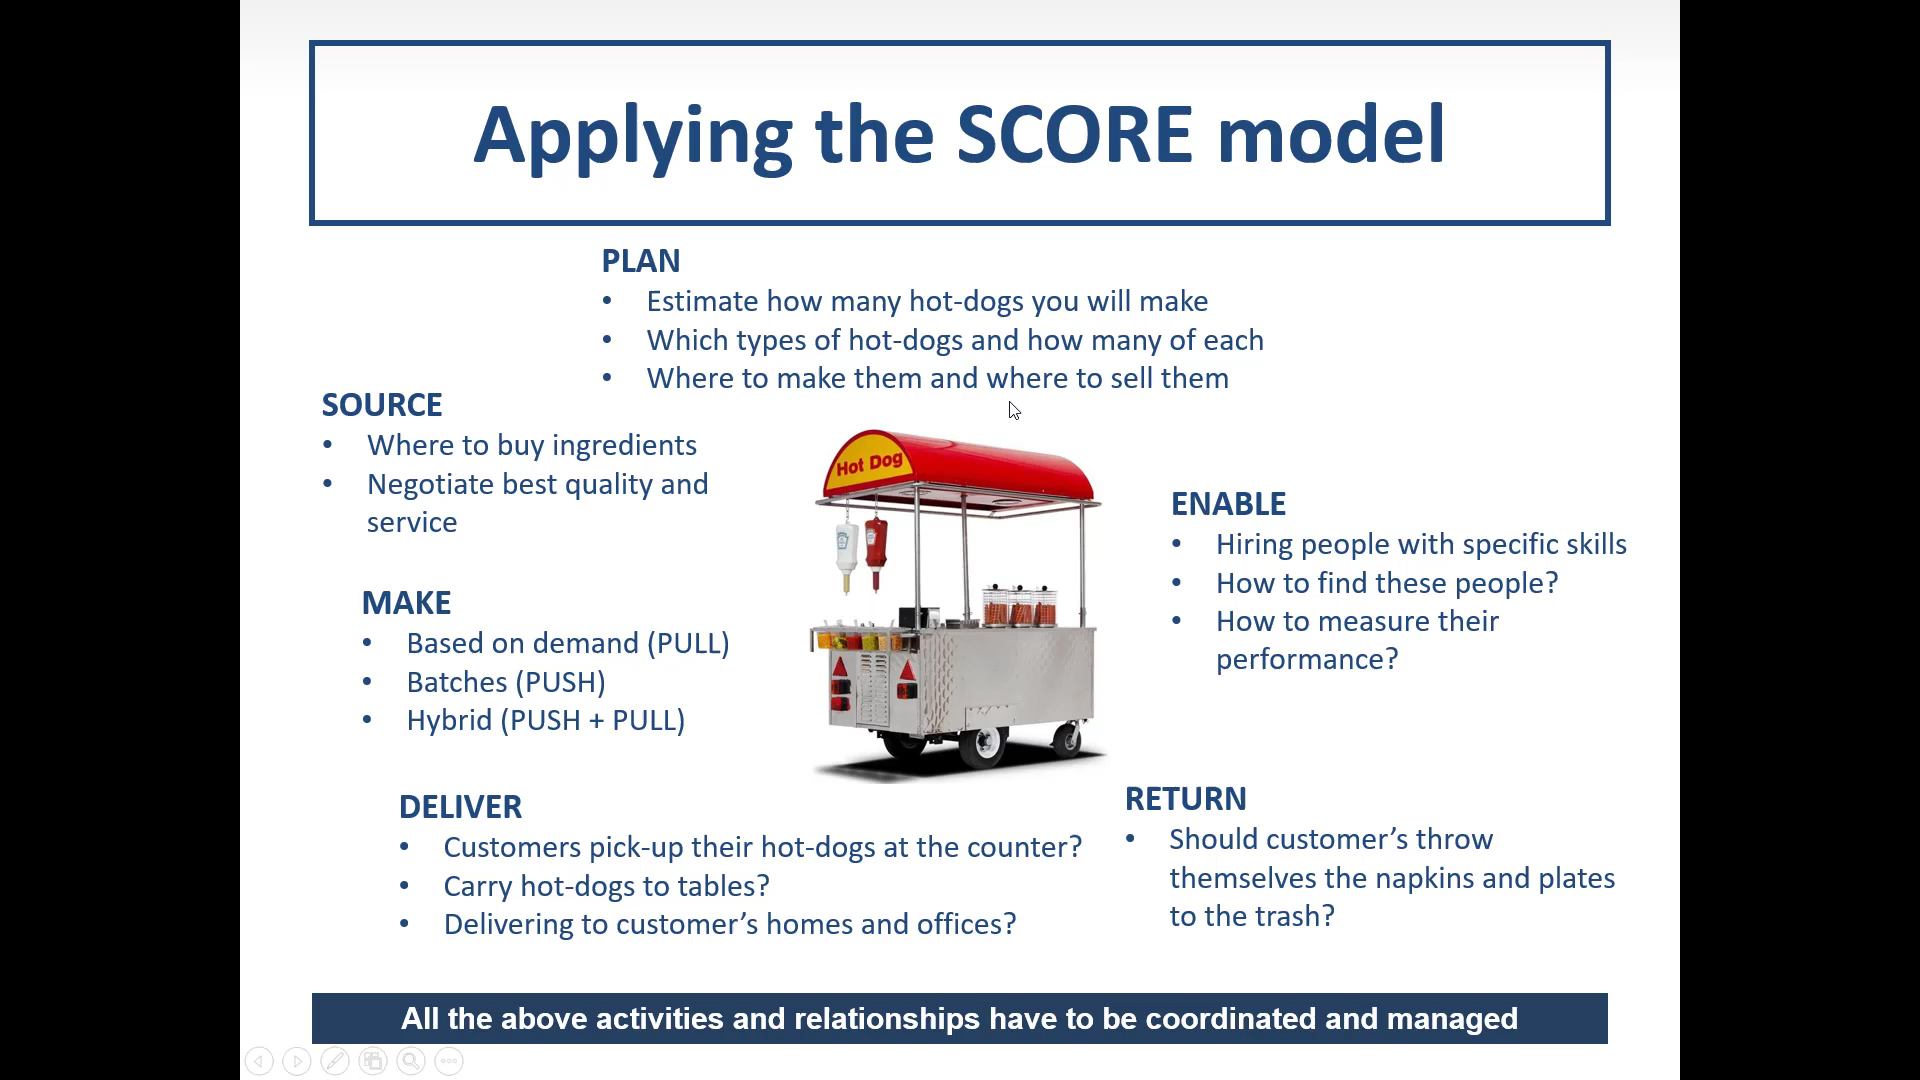 Applying the SCORE model
PLAN
• Estimate how many hot-dogs you will make
• Which types of hot-dogs and how many of each
• Where to make them and where to sell them
SOURCE
• Where to buy ingredients
• Negotiate best quality and
service
Hot Dog
ENABLE
• Hiring people with specific skills
• How to find these people?
• How to measure their
performance?
MAKE
• Based on demand (PULL)
• Batches (PUSH)
• Hybrid (PUSH + PULL)
DELIVER
• Customers pick-up their hot-dogs at the counter?
• Carry hot-dogs to tables?
• Delivering to customer’s homes and offices?
RETURN
• Should customer’s throw
themselves the napkins and plates
to the trash?
All the above activities and relationships have to be coordinated and managed